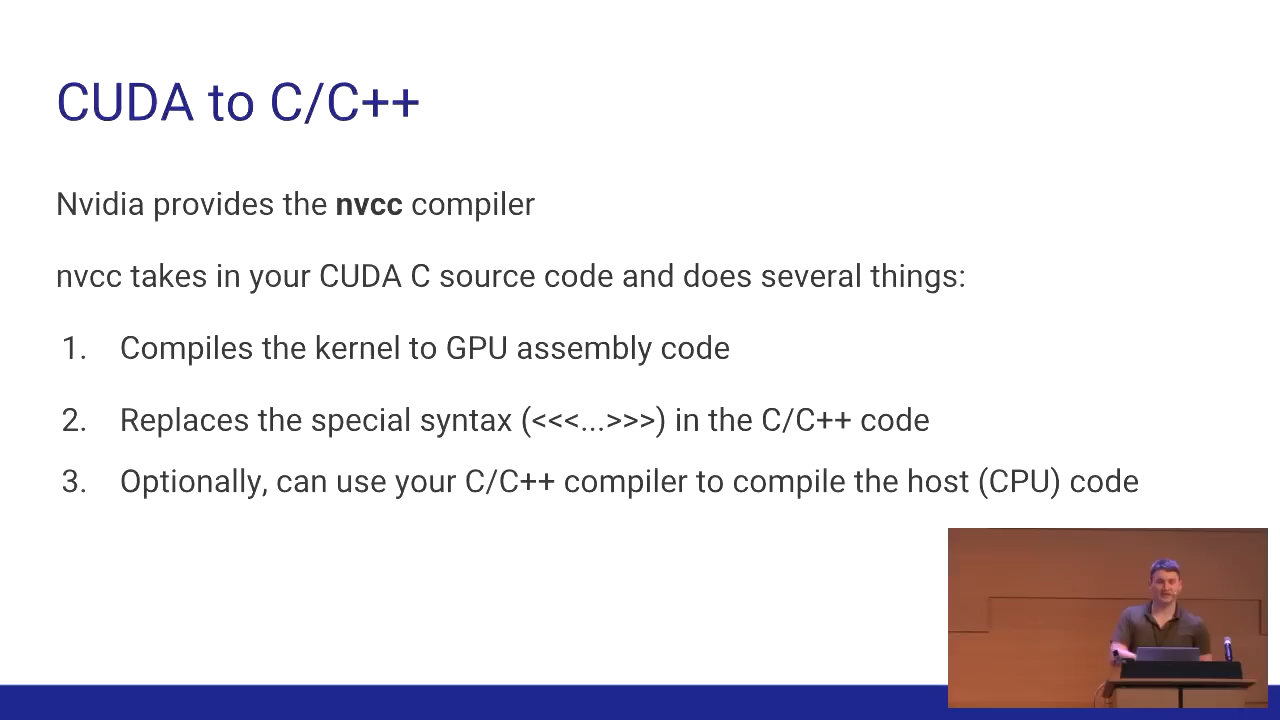 CUDA to C/C++
Nvidia provides the nvcc compiler
nvcc takes in your CUDA C source code and does several things:
1. Compiles the kernel to GPU assembly code
2. Replaces the special syntax (<<<...>>>) in the C/C++ code
3. Optionally, can use your C/C++ compiler to compile the host (CPU) code